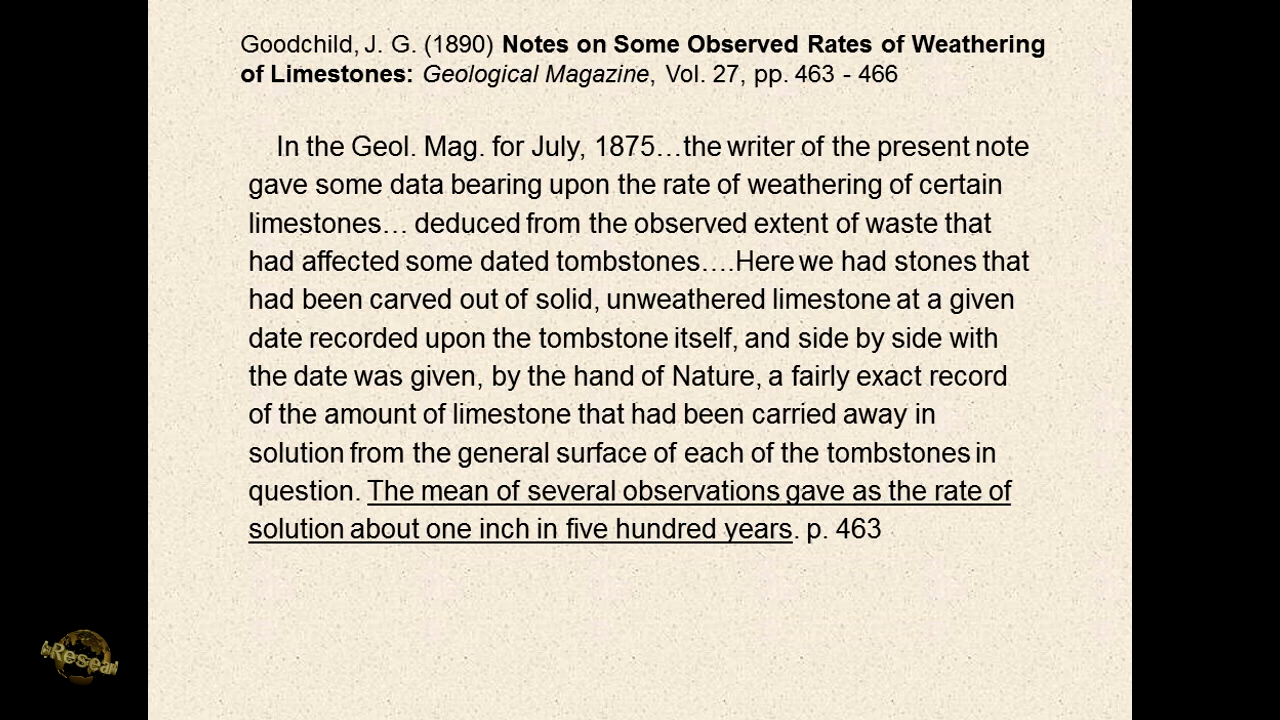 Goodchild, J. G. (1890) Notes on Some Observed Rates of Weathering
of Limestones: Geological Magazine, Vol. 27, pp. 463 - 466
In the Geol. Mag. for July, 1875…the writer of the present note
gave some data bearing upon the rate of weathering of certain
limestones… deduced from the observed extent of waste that
had affected some dated tombstones….Here we had stones that
had been carved out of solid, unweathered limestone at a given
date recorded upon the tombstone itself, and side by side with
the date was given, by the hand of Nature, a fairly exact record
of the amount of limestone that had been carried away in
solution from the general surface of each of the tombstones in
question. The mean of several observations gave as the rate of
solution about one inch in five hundred years. p. 463